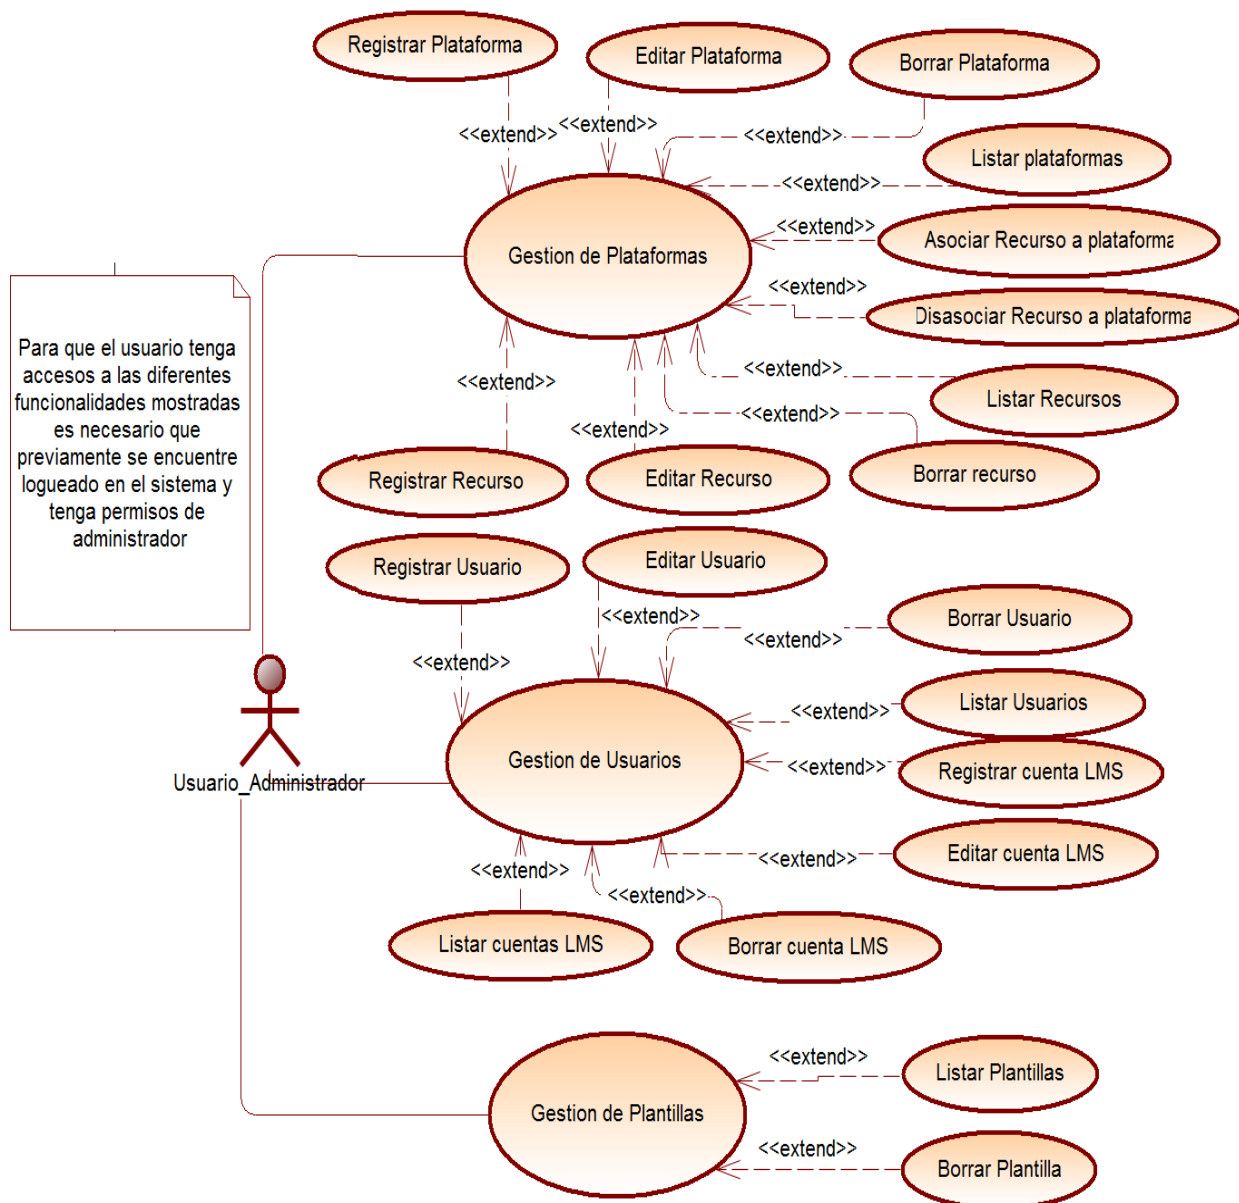 Registrar Plataforma
Editar Plataforma
Borrar Plataforma
<<extend>>
<<extend>>
<<extend>>
Listar plataformas
<<extend>>
<<extend>>
Asociar Recurso a plataforma
Gestion de Plataformas
<<extend>>
Disasociar Recurso a plataforma
<<extend>>
<<extend>>
Listar Recursos
<<extend>>
<<extend>>
Registrar Recurso
Editar Recurso
Borrar recurso
Para que el usuario tenga
accesos a las diferentes
funcionalidades mostradas
es necesario que
previamente se encuentre
logueado en el sistema y
tenga permisos de
administrador
Registrar Usuario
Editar Usuario
<<extend>>
Borrar Usuario
<<extend>>
<<extend>>
Listar Usuarios
<<extend>>
Gestion de Usuarios
<<extend>>
Registrar cuenta LMS
Usuario_Administrador
<<extend>>
Editar cuenta LMS
<<extend>>
<<extend>>
Listar cuentas LMS
Borrar cuenta LMS
<<extend>>
Listar Plantillas
Gestion de Plantillas
<<extend>>
Borrar Plantilla